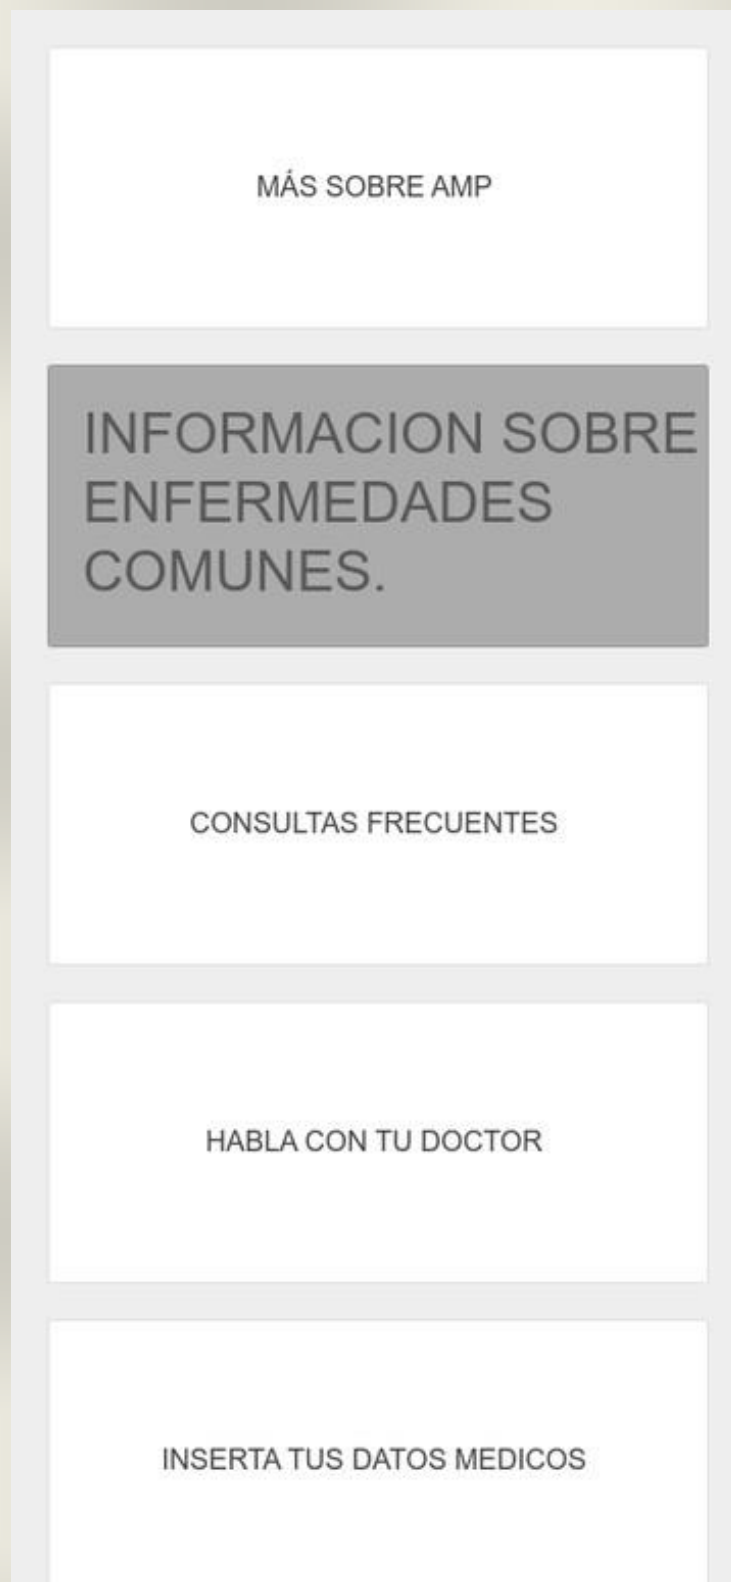 MÁS SOBRE AMP
INFORMACION SOBRE
ENFERMEDADES
COMUNES.
CONSULTAS FRECUENTES
HABLA CON TU DOCTOR
INSERTA TUS DATOS MEDICOS